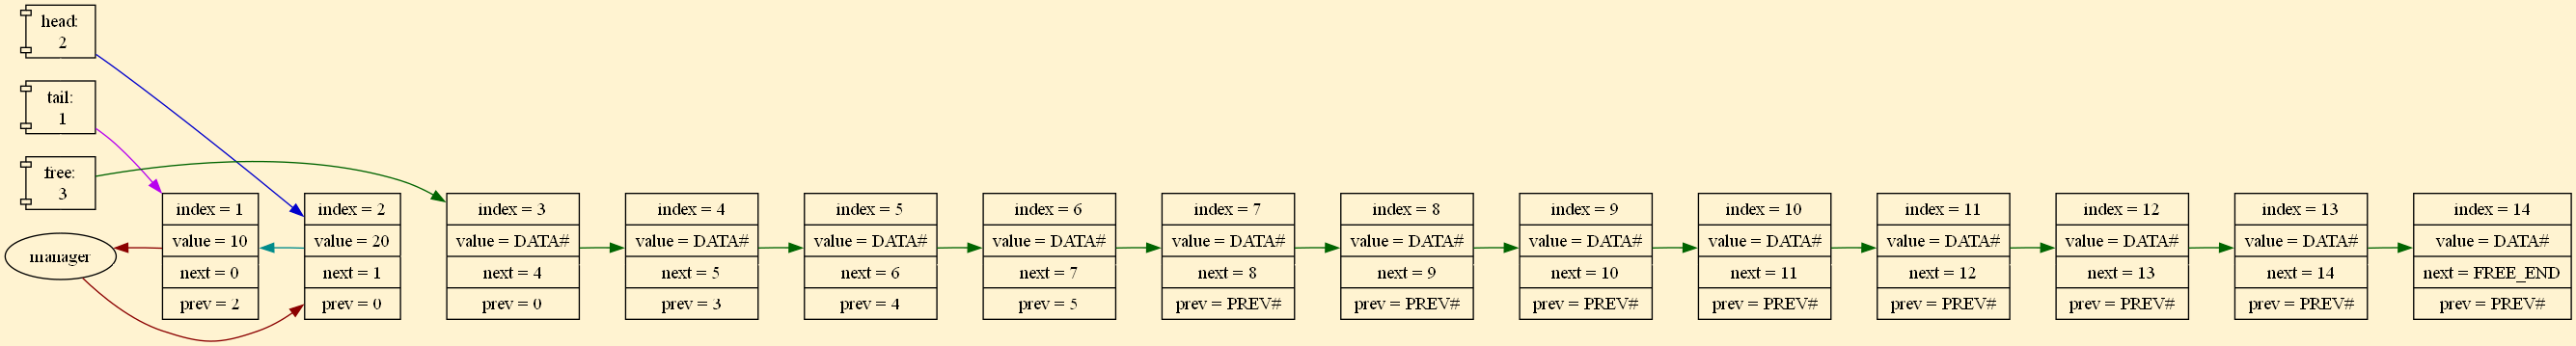 head:
2
tail:
1
free:
3
manager
index = 1
value = 10
next = 0
prev = 2
index = 2
value = 20
next = 1
prev = 0
index = 3
value = DATA#
next = 4
prev = 0
index = 4
value = DATA#
next = 5
prev = 3
index = 5
value = DATA#
next = 6
prev = 4
index = 6
value = DATA#
next = 7
prev = 5
index = 7
value = DATA#
next = 8
prev = PREV#
index = 8
value = DATA#
next = 9
prev = PREV#
index = 9
value = DATA#
next = 10
prev = PREV#
index = 10
value = DATA#
next = 11
prev = PREV#
index = 11
value = DATA#
next = 12
prev = PREV#
index = 12
value = DATA#
next = 13
prev = PREV#
index = 13
value = DATA#
next = 14
prev = PREV#
index = 14
value = DATA#
next = FREE_END
prev = PREV#